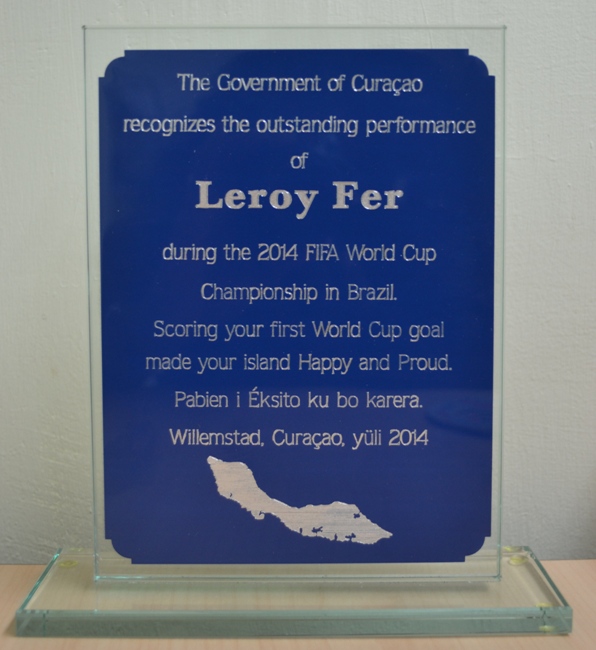 The Government of Curaçao
recognizes the outstanding performance
of
Leroy Fer
during the 2014 FIFA World Cup
Championship in Brazil.
Scoring your first World Cup goal
made your island Happy and Proud.
Pabien i Éksito ku bo karera.
Willemstad, Curaçao, yüli 2014